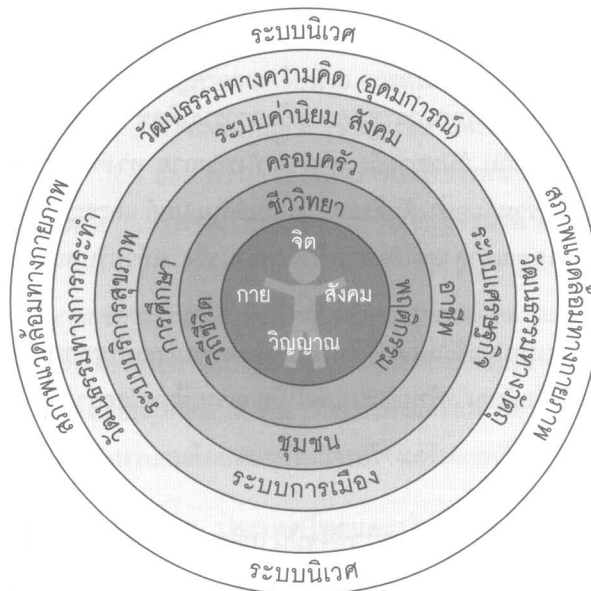 ระบบนิเวศ
วัฒนธรรมทางความคิด (อุดมการณ์)
ระบบค่านิยม สังคม
ครอบครัว
ชีววิทยา
จิต
กาย
สังคม
วิญญาณ
วิถีชีวิต
พฤติกรรม
การศึกษา
อาชีพ
ระบบบริการสุขภาพ
ระบบเศรษฐกิจ
วัฒนธรรมทางการกระทำ
วัฒนธรรมทางวัตถุ
สภาพแวดล้อมทางกายภาพ
สภาพแวดล้อมทางกายภาพ
ชุมชน
ระบบการเมือง
ระบบนิเวศ